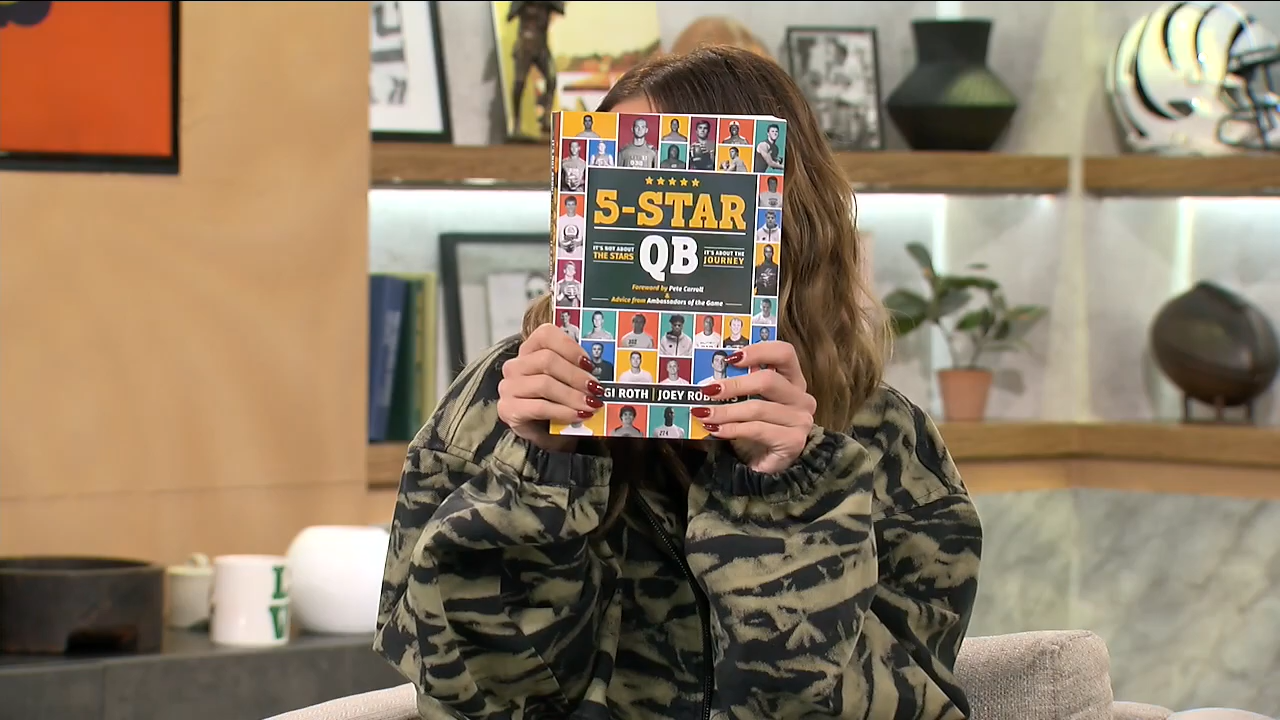 5-STAR
IT'S NOT ABOUT
THE STARS
QB
IT'S ABOUT THE
JOURNEY
Foreword by Pete Carroll
&
Advice from Ambassadors of the Game
GI ROTH | JOEY